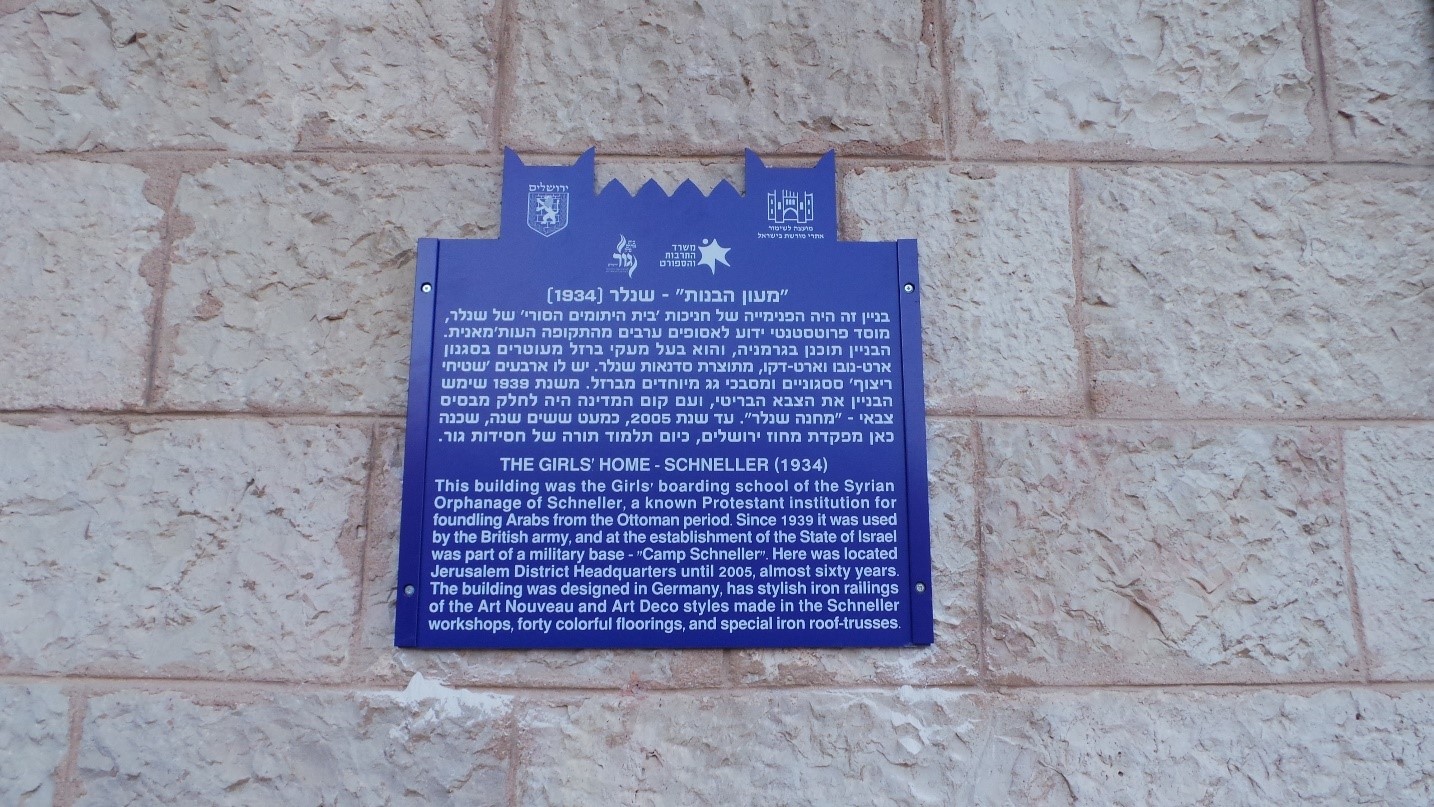 ירושלים
מועצה לשימור
אתרי מורשת בישראל
משרד
התרבות
והספורט
גור
"מעון הבנות" - שנלר (1934)
בניין זה היה הפנימייה של חניכות 'בית היתומים הסורי' של שנלר,
מוסד פרוטסטנטי ידוע לאסופים ערבים מהתקופה העות'מאנית.
הבניין תוכנן בגרמניה, והוא בעל מעקי ברזל מעוטרים בסגנון
ארט-נובו וארט-דקו, מתוצרת סדנאות שנלר. יש לו ארבעים 'שטיחי
ריצוף' ססגוניים ומסבכי גג מיוחדים מברזל. משנת 1939 שימש
הבניין את הצבא הבריטי, ועם קום המדינה היה לחלק מבסיס
צבאי - "מחנה שנלר". עד שנת 2005, כמעט ששים שנה, שכנה
כאן מפקדת מחוז ירושלים, כיום תלמוד תורה של חסידות גור.
THE GIRLS' HOME - SCHNELLER (1934)
This building was the Girls' boarding school of the Syrian
Orphanage of Schneller, a known Protestant institution for
foundling Arabs from the Ottoman period. Since 1939 it was used
by the British army, and at the establishment of the State of Israel
was part of a military base - "Camp Schneller". Here was located
Jerusalem District Headquarters until 2005, almost sixty years.
The building was designed in Germany, has stylish iron railings
of the Art Nouveau and Art Deco styles made in the Schneller
workshops, forty colorful floorings, and special iron roof-trusses.